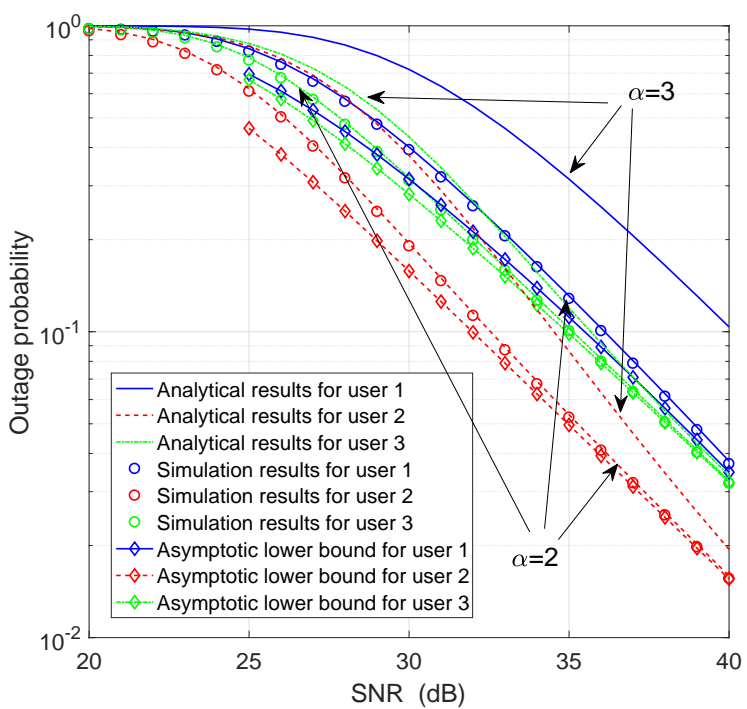 10^0
α=3
Outage probability
10^-1
Analytical results for user 1
Analytical results for user 2
Analytical results for user 3
Simulation results for user 1
Simulation results for user 2
Simulation results for user 3
Asymptotic lower bound for user 1
Asymptotic lower bound for user 2
Asymptotic lower bound for user 3
α=2
10^-2
20 25 30 35 40
SNR (dB)